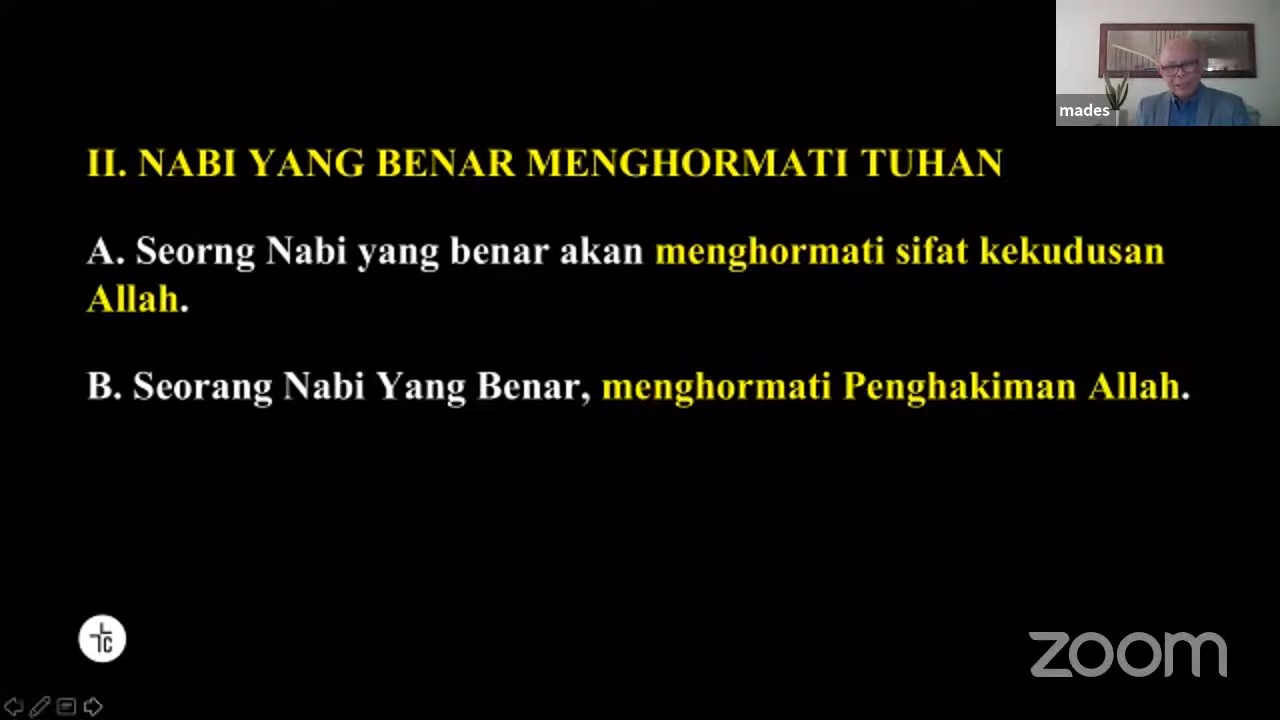 mades
II. NABI YANG BENAR MENGHORMATI TUHAN
A. Seorng Nabi yang benar akan menghormati sifat kekudusan
Allah.
B. Seorang Nabi Yang Benar, menghormati Penghakiman Allah.
C
zoom